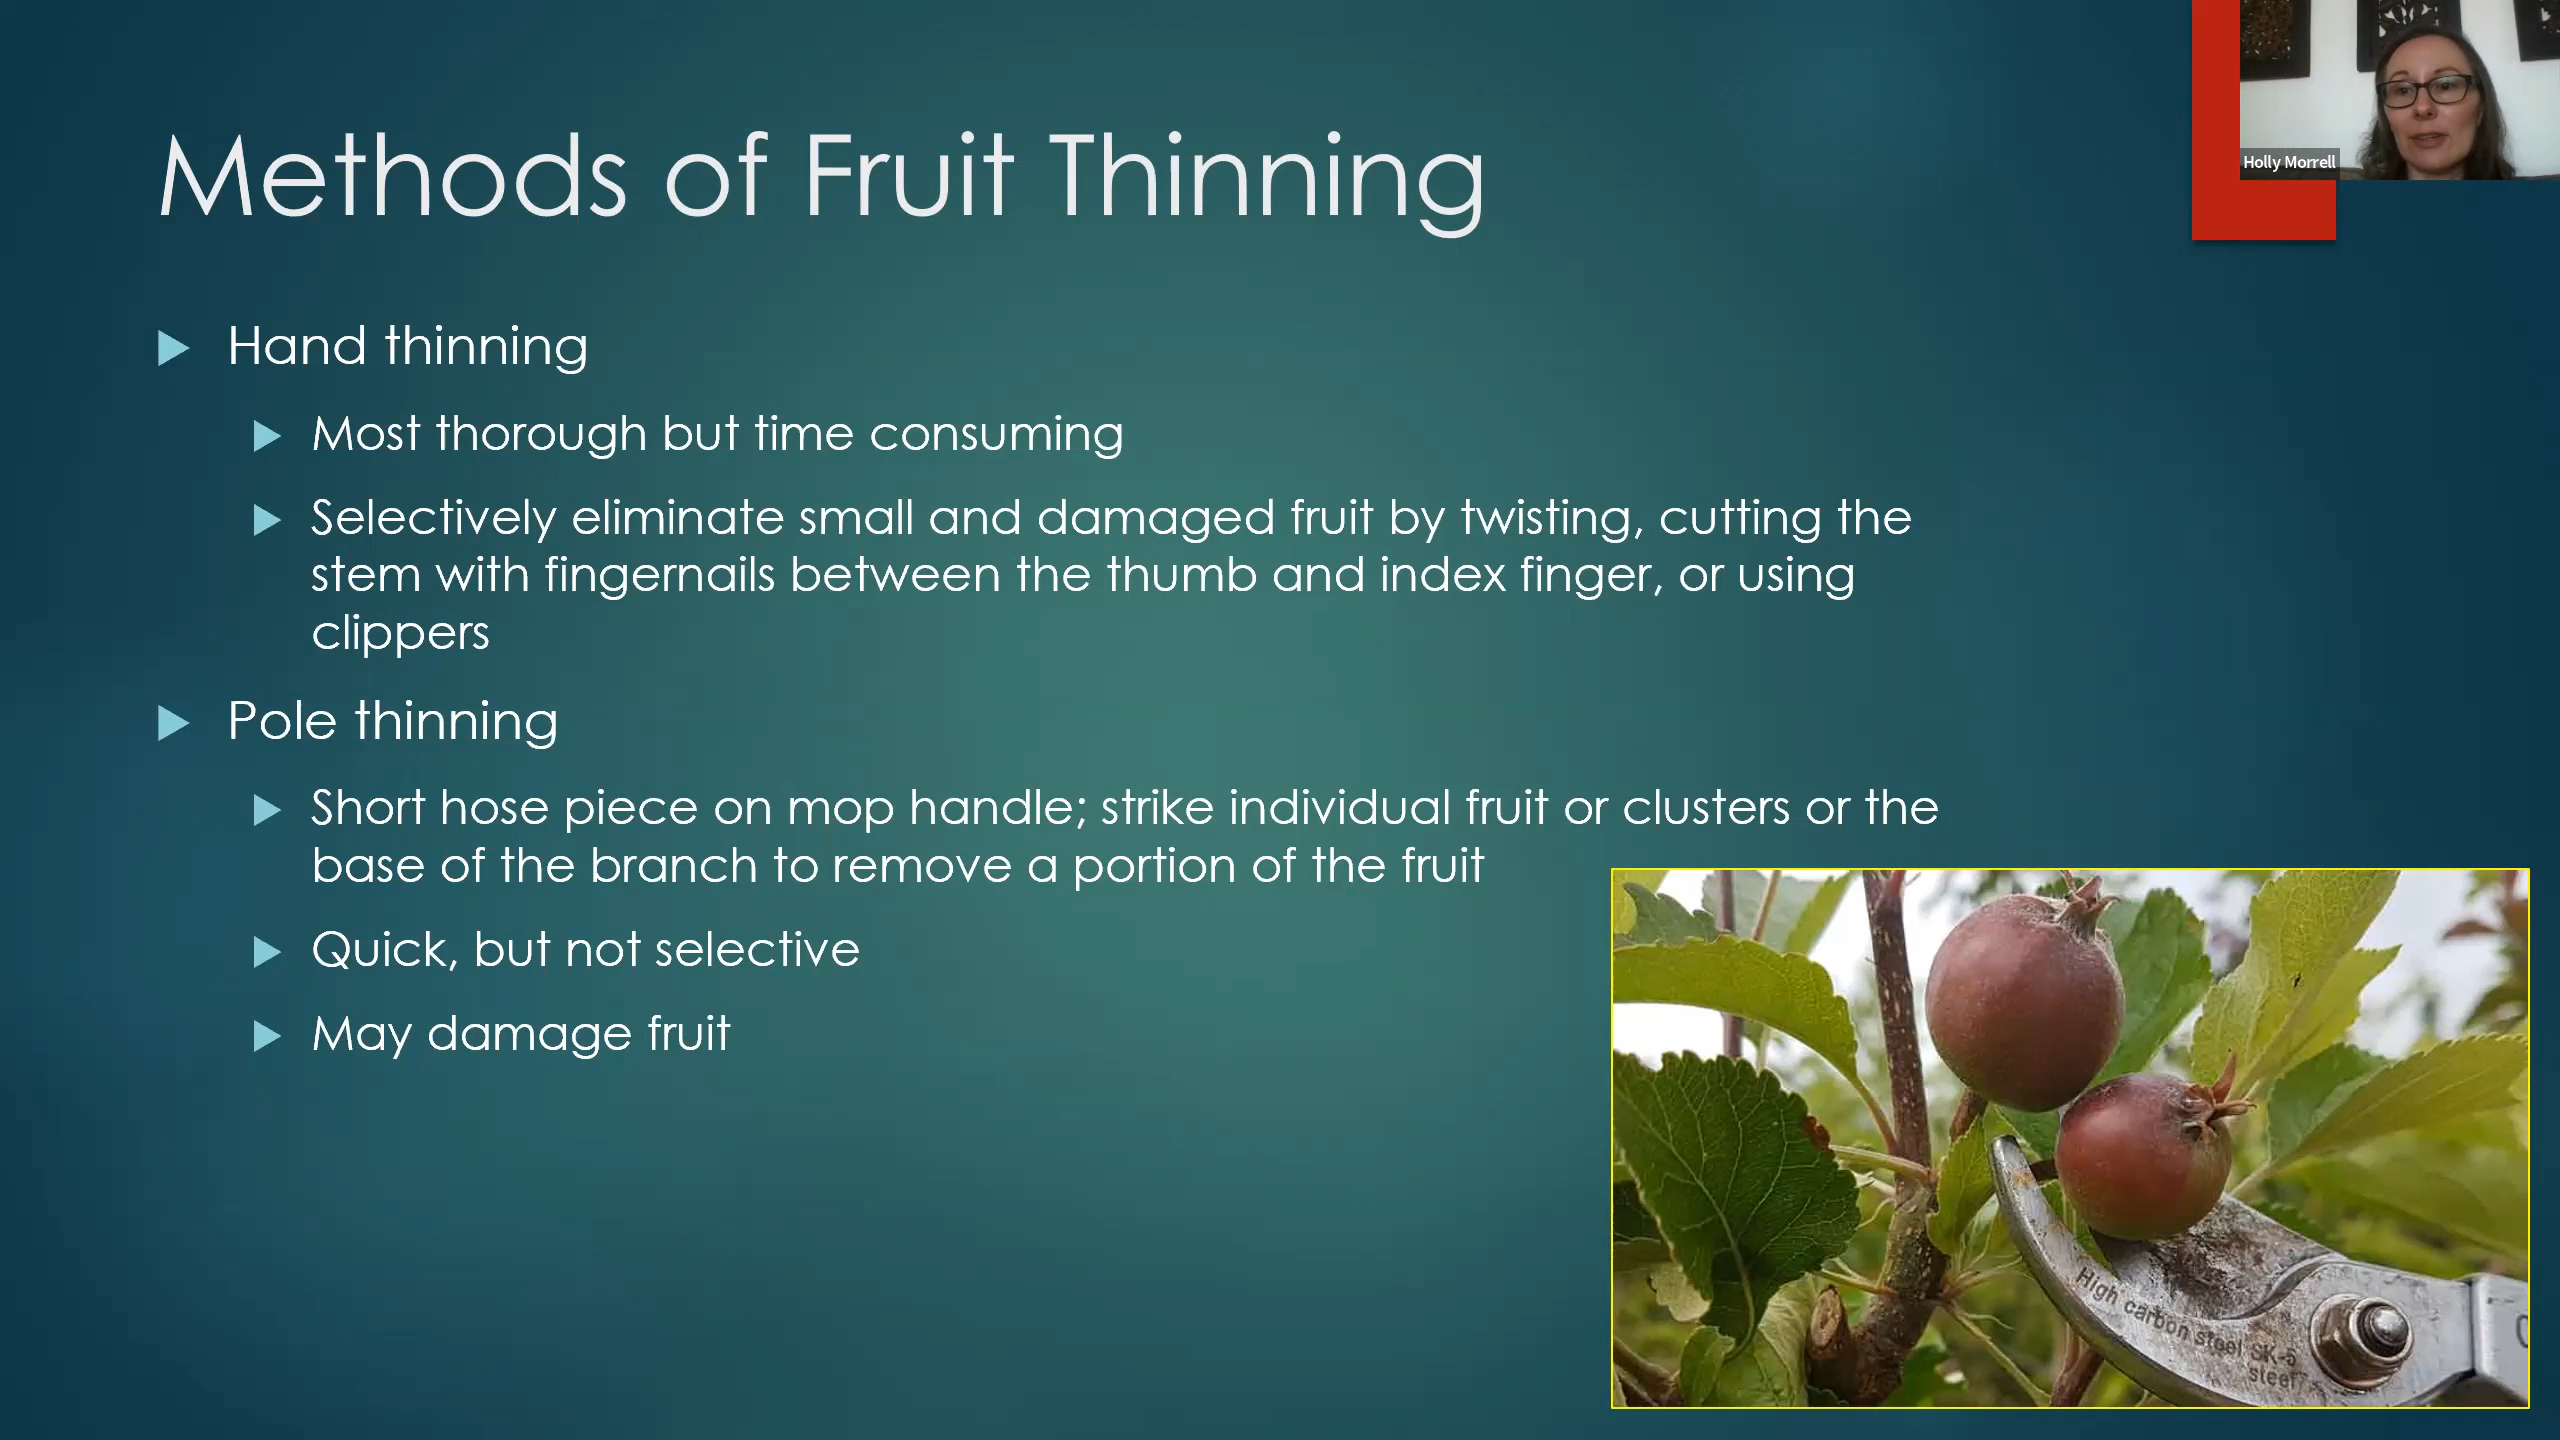 Holly Morrell
Methods of Fruit Thinning
Hand thinning
Most thorough but time consuming
Selectively eliminate small and damaged fruit by twisting, cutting the
stem with fingernails between the thumb and index finger, or using
clippers
Pole thinning
Short hose piece on mop handle; strike individual fruit or clusters or the
base of the branch to remove a portion of the fruit
Quick, but not selective
May damage fruit
High carbon steel SK-5
steel